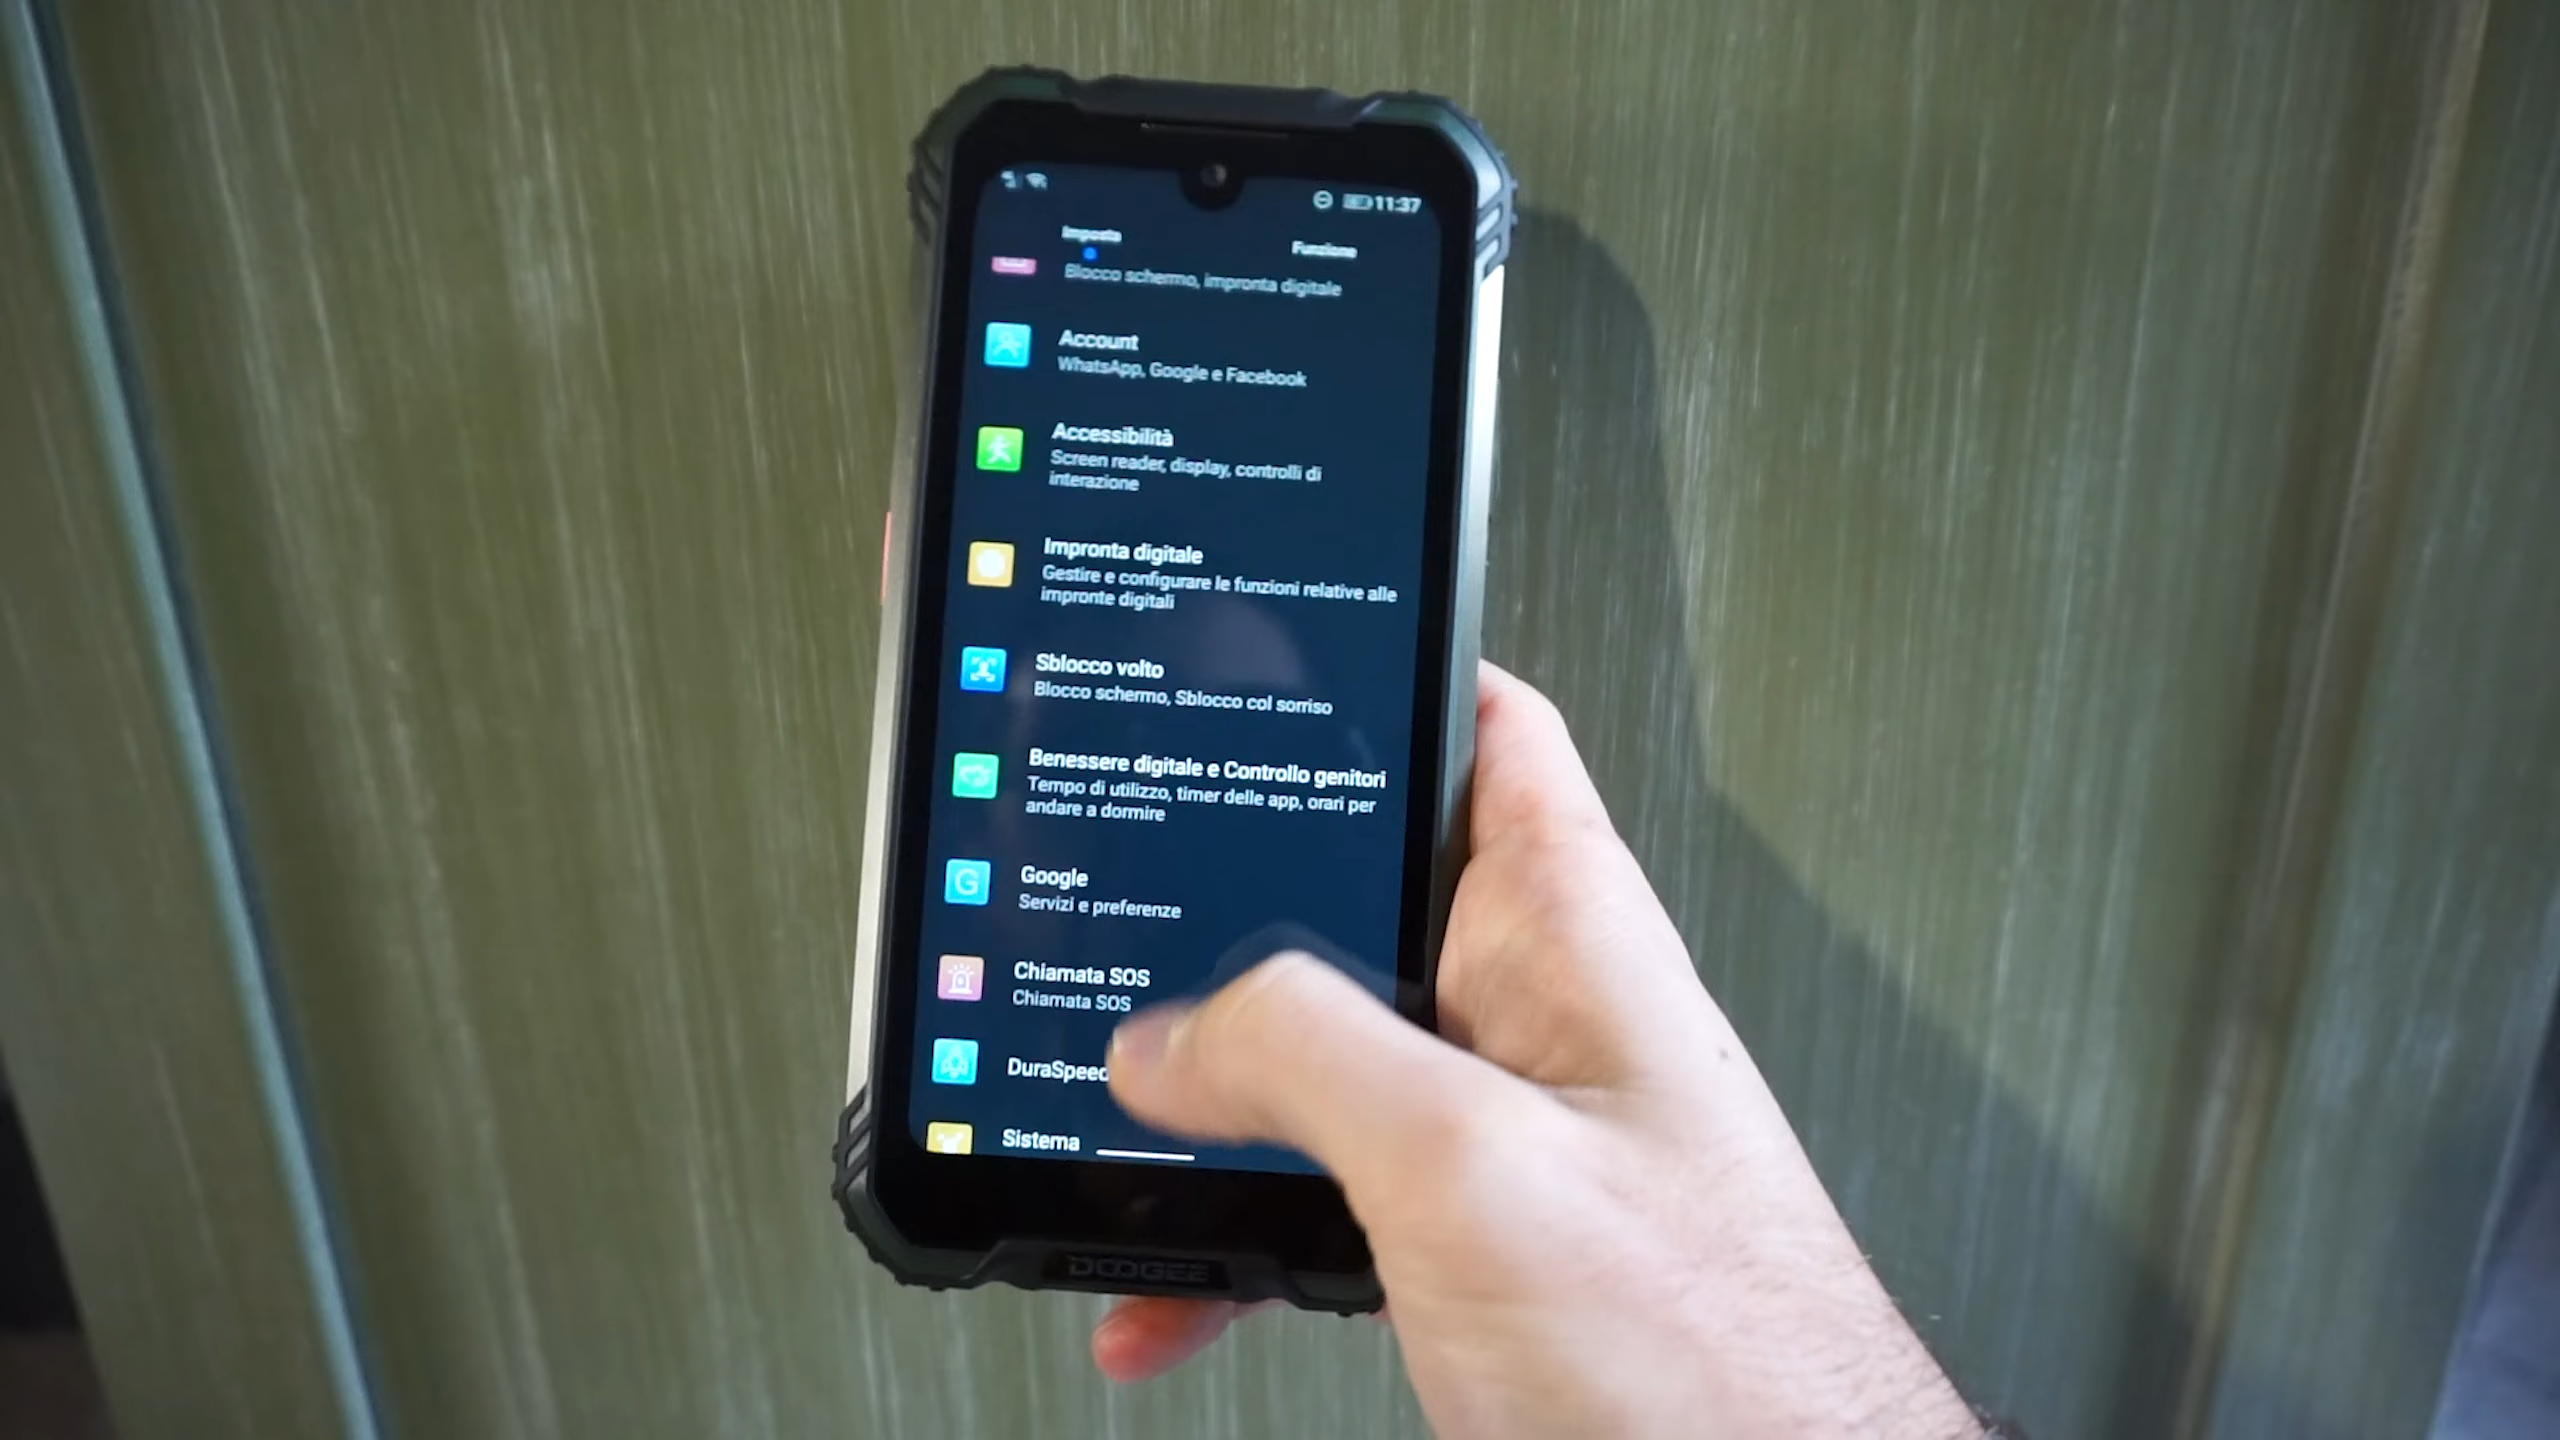 11:37
Imposta
Funzione
Blocco schermo, impronta digitale
Account
WhatsApp, Google e Facebook
Accessibilità
Screen reader, display, controlli di
interazione
Impronta digitale
Gestire e configurare le funzioni relative alle
impronte digitali
Sblocco volto
Blocco schermo, Sblocco col sorriso
Benessere digitale e Controllo genitori
Tempo di utilizzo, timer delle app, orari per
andare a dormire
G
Google
Servizi e preferenze
Chiamata SOS
Chiamata SOS
DuraSpeed
Sistema
DOOGEE